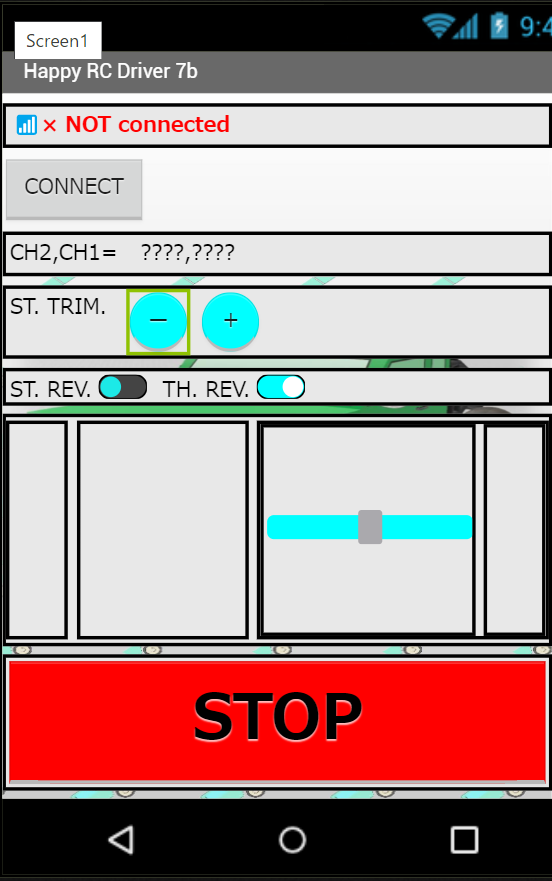 Screen1
9:4
Happy RC Driver 7b
× NOT connected
CONNECT
CH2,CH1= ????,????
ST. TRIM. − +
ST. REV. TH. REV.
STOP